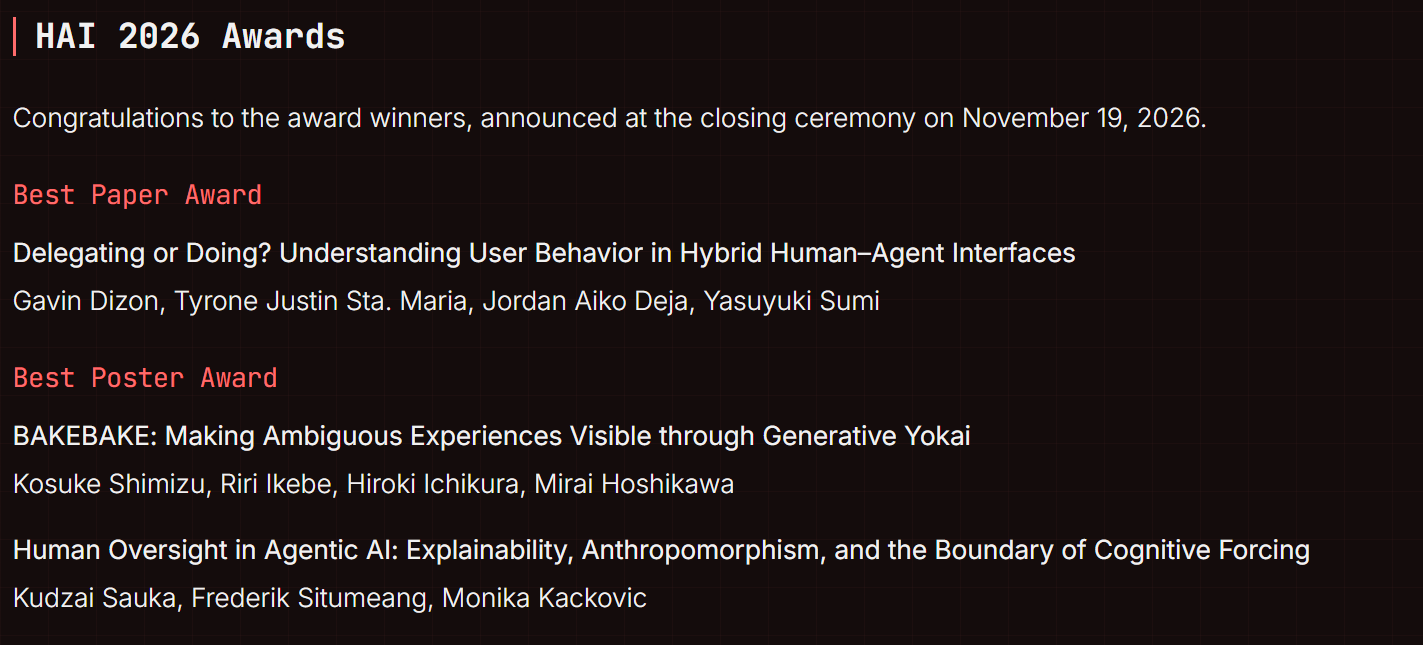 HAI 2026 Awards
Congratulations to the award winners, announced at the closing ceremony on November 19, 2026.
Best Paper Award
Delegating or Doing? Understanding User Behavior in Hybrid Human–Agent Interfaces
Gavin Dizon, Tyrone Justin Sta. Maria, Jordan Aiko Deja, Yasuyuki Sumi
Best Poster Award
BAKEBAKE: Making Ambiguous Experiences Visible through Generative Yokai
Kosuke Shimizu, Riri Ikebe, Hiroki Ichikura, Mirai Hoshikawa
Human Oversight in Agentic AI: Explainability, Anthropomorphism, and the Boundary of Cognitive Forcing
Kudzai Sauka, Frederik Situmeang, Monika Kackovic